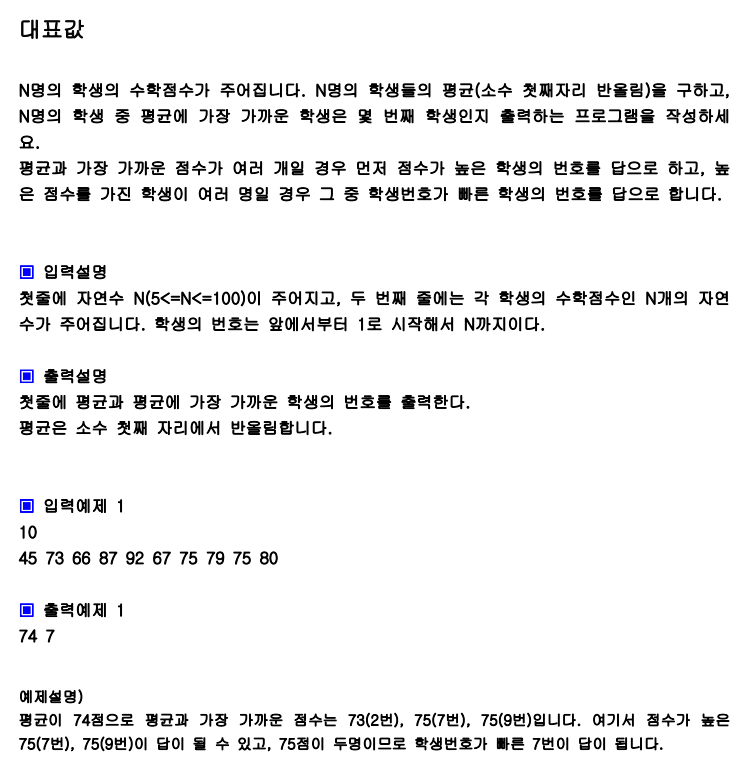 대표값
N명의 학생의 수학점수가 주어집니다. N명의 학생들의 평균(소수 첫째자리 반올림)을 구하고,
N명의 학생 중 평균에 가장 가까운 학생은 몇 번째 학생인지 출력하는 프로그램을 작성하세
요.
평균과 가장 가까운 점수가 여러 개일 경우 먼저 점수가 높은 학생의 번호를 답으로 하고, 높
은 점수를 가진 학생이 여러 명일 경우 그 중 학생번호가 빠른 학생의 번호를 답으로 합니다.
▣ 입력설명
첫줄에 자연수 N(5<=N<=100)이 주어지고, 두 번째 줄에는 각 학생의 수학점수인 N개의 자연
수가 주어집니다. 학생의 번호는 앞에서부터 1로 시작해서 N까지이다.
▣ 출력설명
첫줄에 평균과 평균에 가장 가까운 학생의 번호를 출력한다.
평균은 소수 첫째 자리에서 반올림합니다.
▣ 입력예제 1
10
45 73 66 87 92 67 75 79 75 80
▣ 출력예제 1
74 7
예제설명)
평균이 74점으로 평균과 가장 가까운 점수는 73(2번), 75(7번), 75(9번)입니다. 여기서 점수가 높은
75(7번), 75(9번)이 답이 될 수 있고, 75점이 두명이므로 학생번호가 빠른 7번이 답이 됩니다.